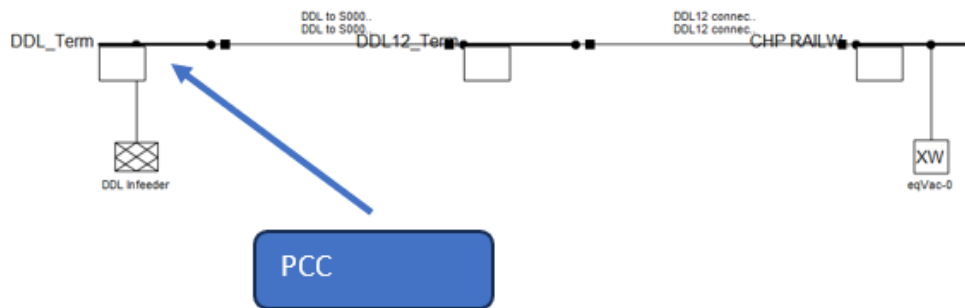 DDL to S000..
DDL to S000..
DDL12 connec..
DDL12 connec..
DDL_Term
DDL12_Term
CHP RAILW
DDL Infeeder
XW
eqVac-0
PCC